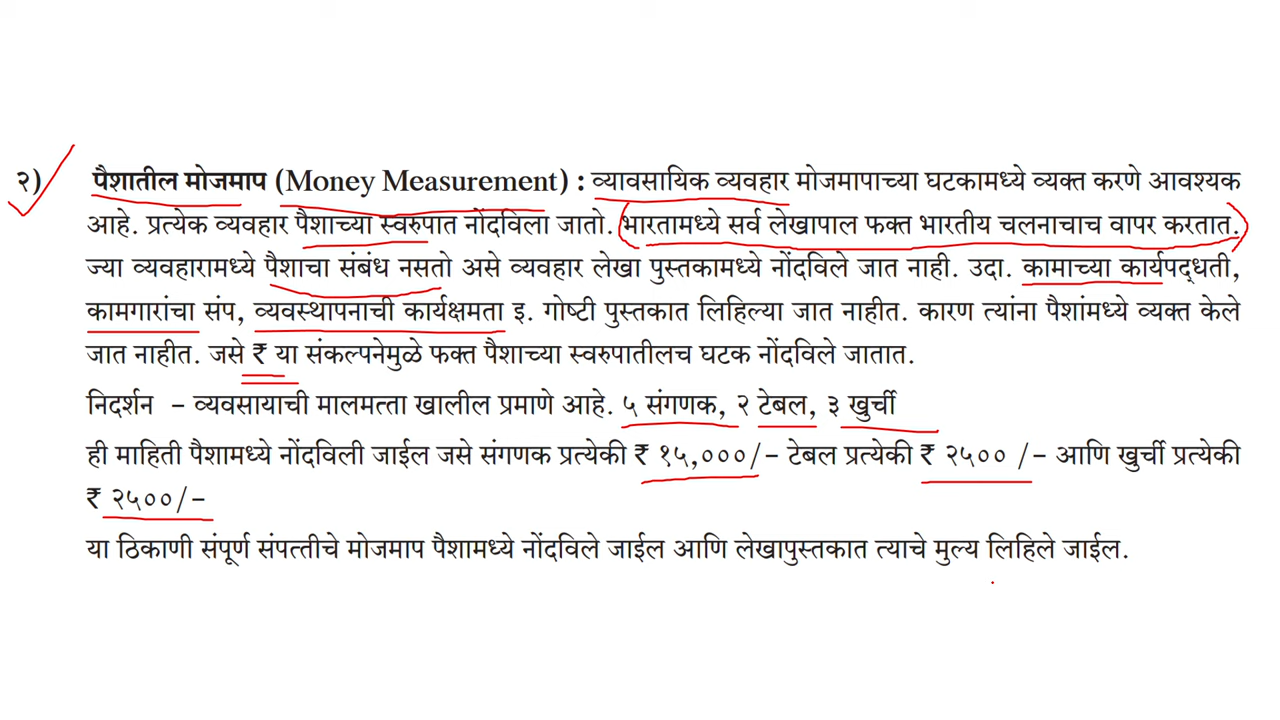 २) पैशातील मोजमाप (Money Measurement) : व्यावसायिक व्यवहार मोजमापाच्या घटकामध्ये व्यक्त करणे आवश्यक
आहे. प्रत्येक व्यवहार पैशाच्या स्वरुपात नोंदविला जातो. भारतामध्ये सर्व लेखापाल फक्त भारतीय चलनाचाच वापर करतात.
ज्या व्यवहारामध्ये पैशाचा संबंध नसतो असे व्यवहार लेखा पुस्तकामध्ये नोंदविले जात नाही. उदा. कामाच्या कार्यपद्धती,
कामगारांचा संप, व्यवस्थापनाची कार्यक्षमता इ. गोष्टी पुस्तकात लिहिल्या जात नाहीत. कारण त्यांना पैशांमध्ये व्यक्त केले
जात नाहीत. जसे ₹ या संकल्पनेमुळे फक्त पैशाच्या स्वरुपातीलच घटक नोंदविले जातात.
निदर्शन – व्यवसायाची मालमत्ता खालील प्रमाणे आहे. ५ संगणक, २ टेबल, ३ खुर्ची
ही माहिती पैशामध्ये नोंदविली जाईल जसे संगणक प्रत्येकी ₹ १५,०००/– टेबल प्रत्येकी ₹ २५०० /– आणि खुर्ची प्रत्येकी
₹ २५००/–
या ठिकाणी संपूर्ण संपत्तीचे मोजमाप पैशामध्ये नोंदविले जाईल आणि लेखापुस्तकात त्याचे मुल्य लिहिले जाईल.